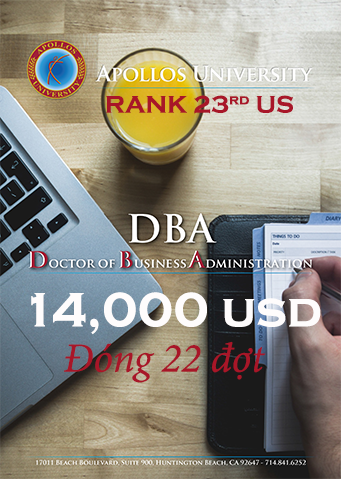 APOLLOS UNIVERSITY
APOLLOS UNIVERSITY
RANK 23RD US
DIARY
THINGS TO DO
DBA
DOCTOR OF BUSINESS ADMINISTRATION
14,000 USD
Đóng 22 đợt
17011 BEACH BOULEVARD, SUITE 900, HUNTINGTON BEACH, CA 92647 - 714.841.6252